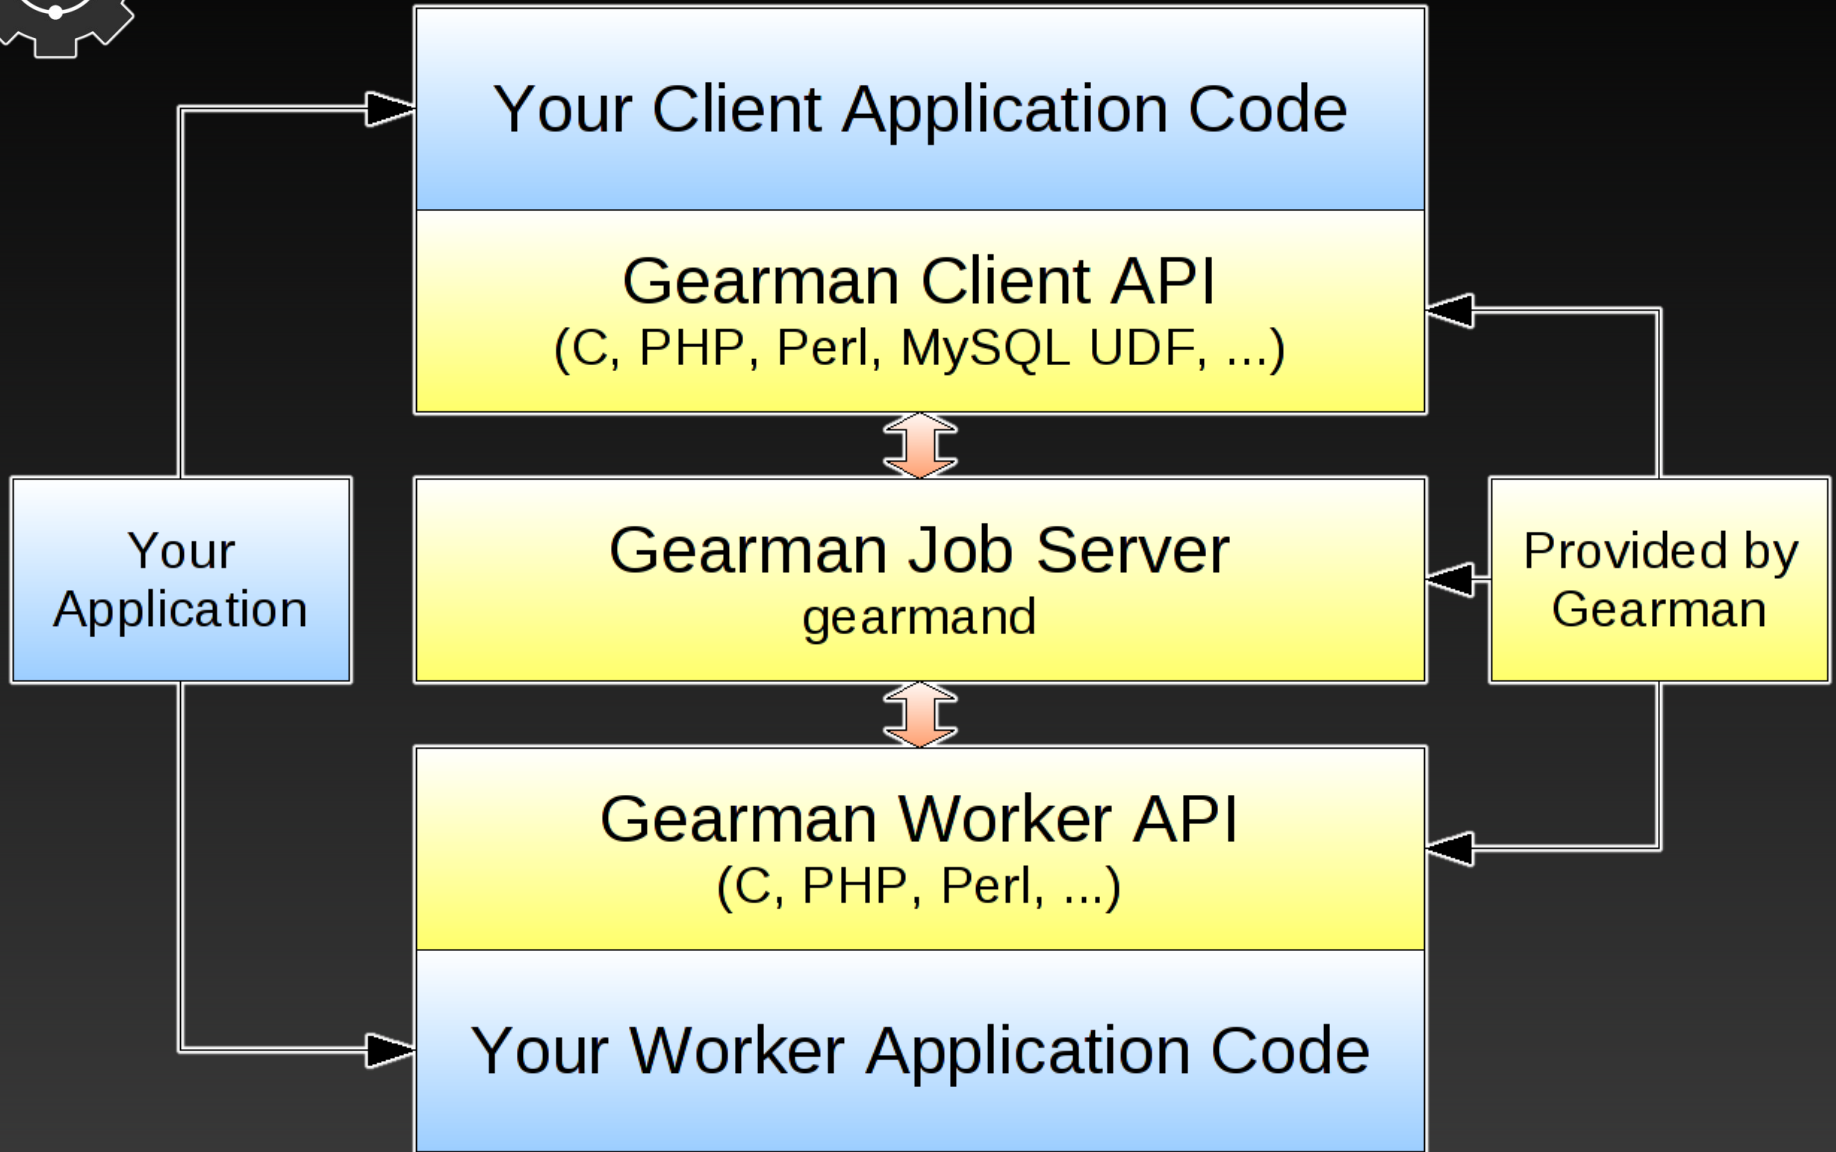 Your Client Application Code
Gearman Client API
(C, PHP, Perl, MySQL UDF, ...)
Your
Application
Gearman Job Server
gearmand
Provided by
Gearman
Gearman Worker API
(C, PHP, Perl, ...)
Your Worker Application Code